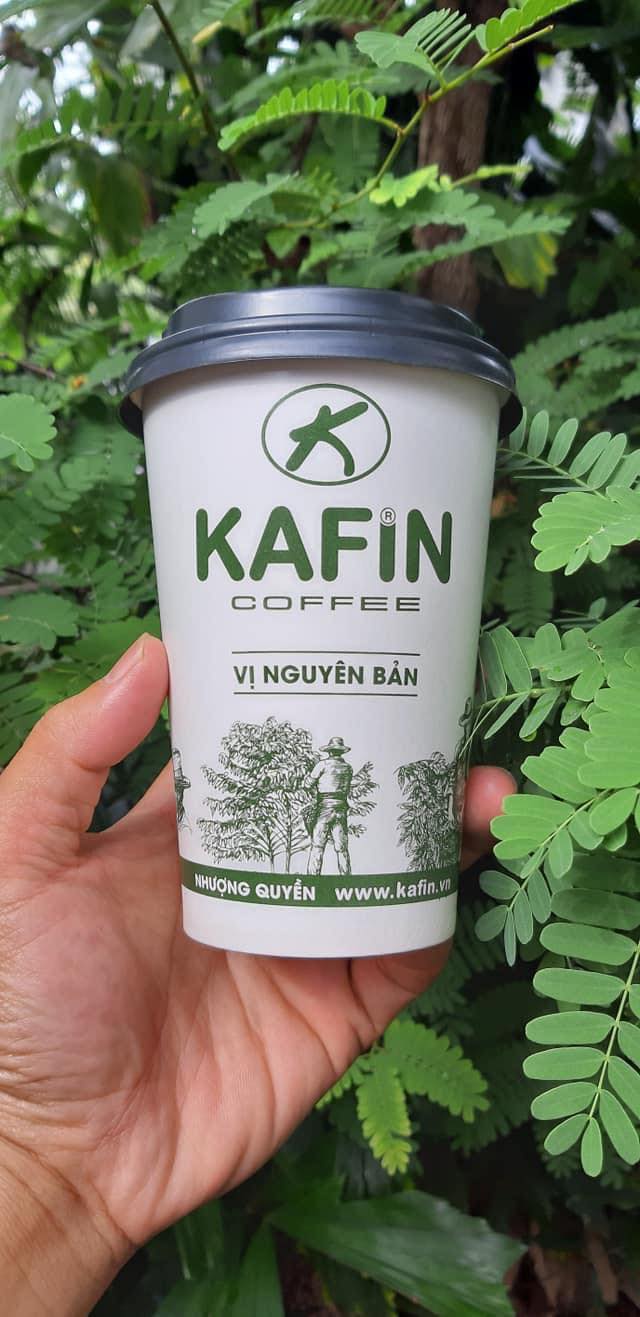 K
KAFiN®
COFFEE
VỊ NGUYÊN BẢN
NHƯỢNG QUYỀN www.kafin.vn